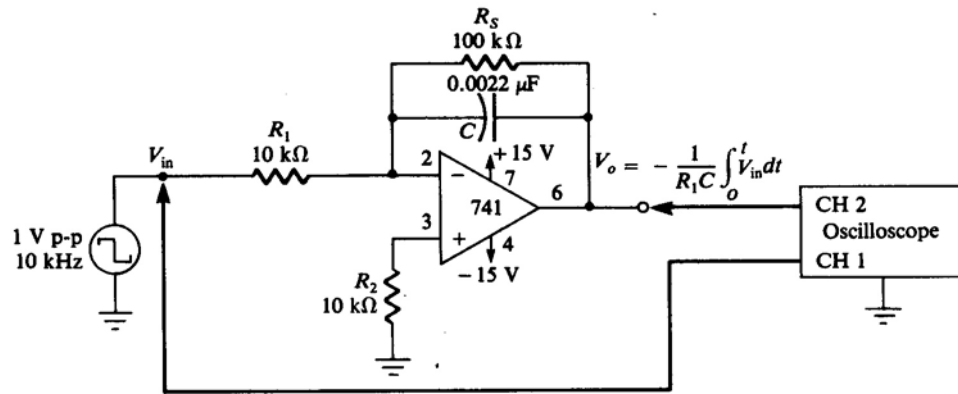 R_S
100 kΩ
0.0022 μF
C
R_1
10 kΩ
V_in
+15 V
7
2
−
741
6
3
+
4
−15 V
V_o = − 1/(R_1C) ∫_O^t V_in dt
CH 2
Oscilloscope
CH 1
1 V p-p
10 kHz
R_2
10 kΩ